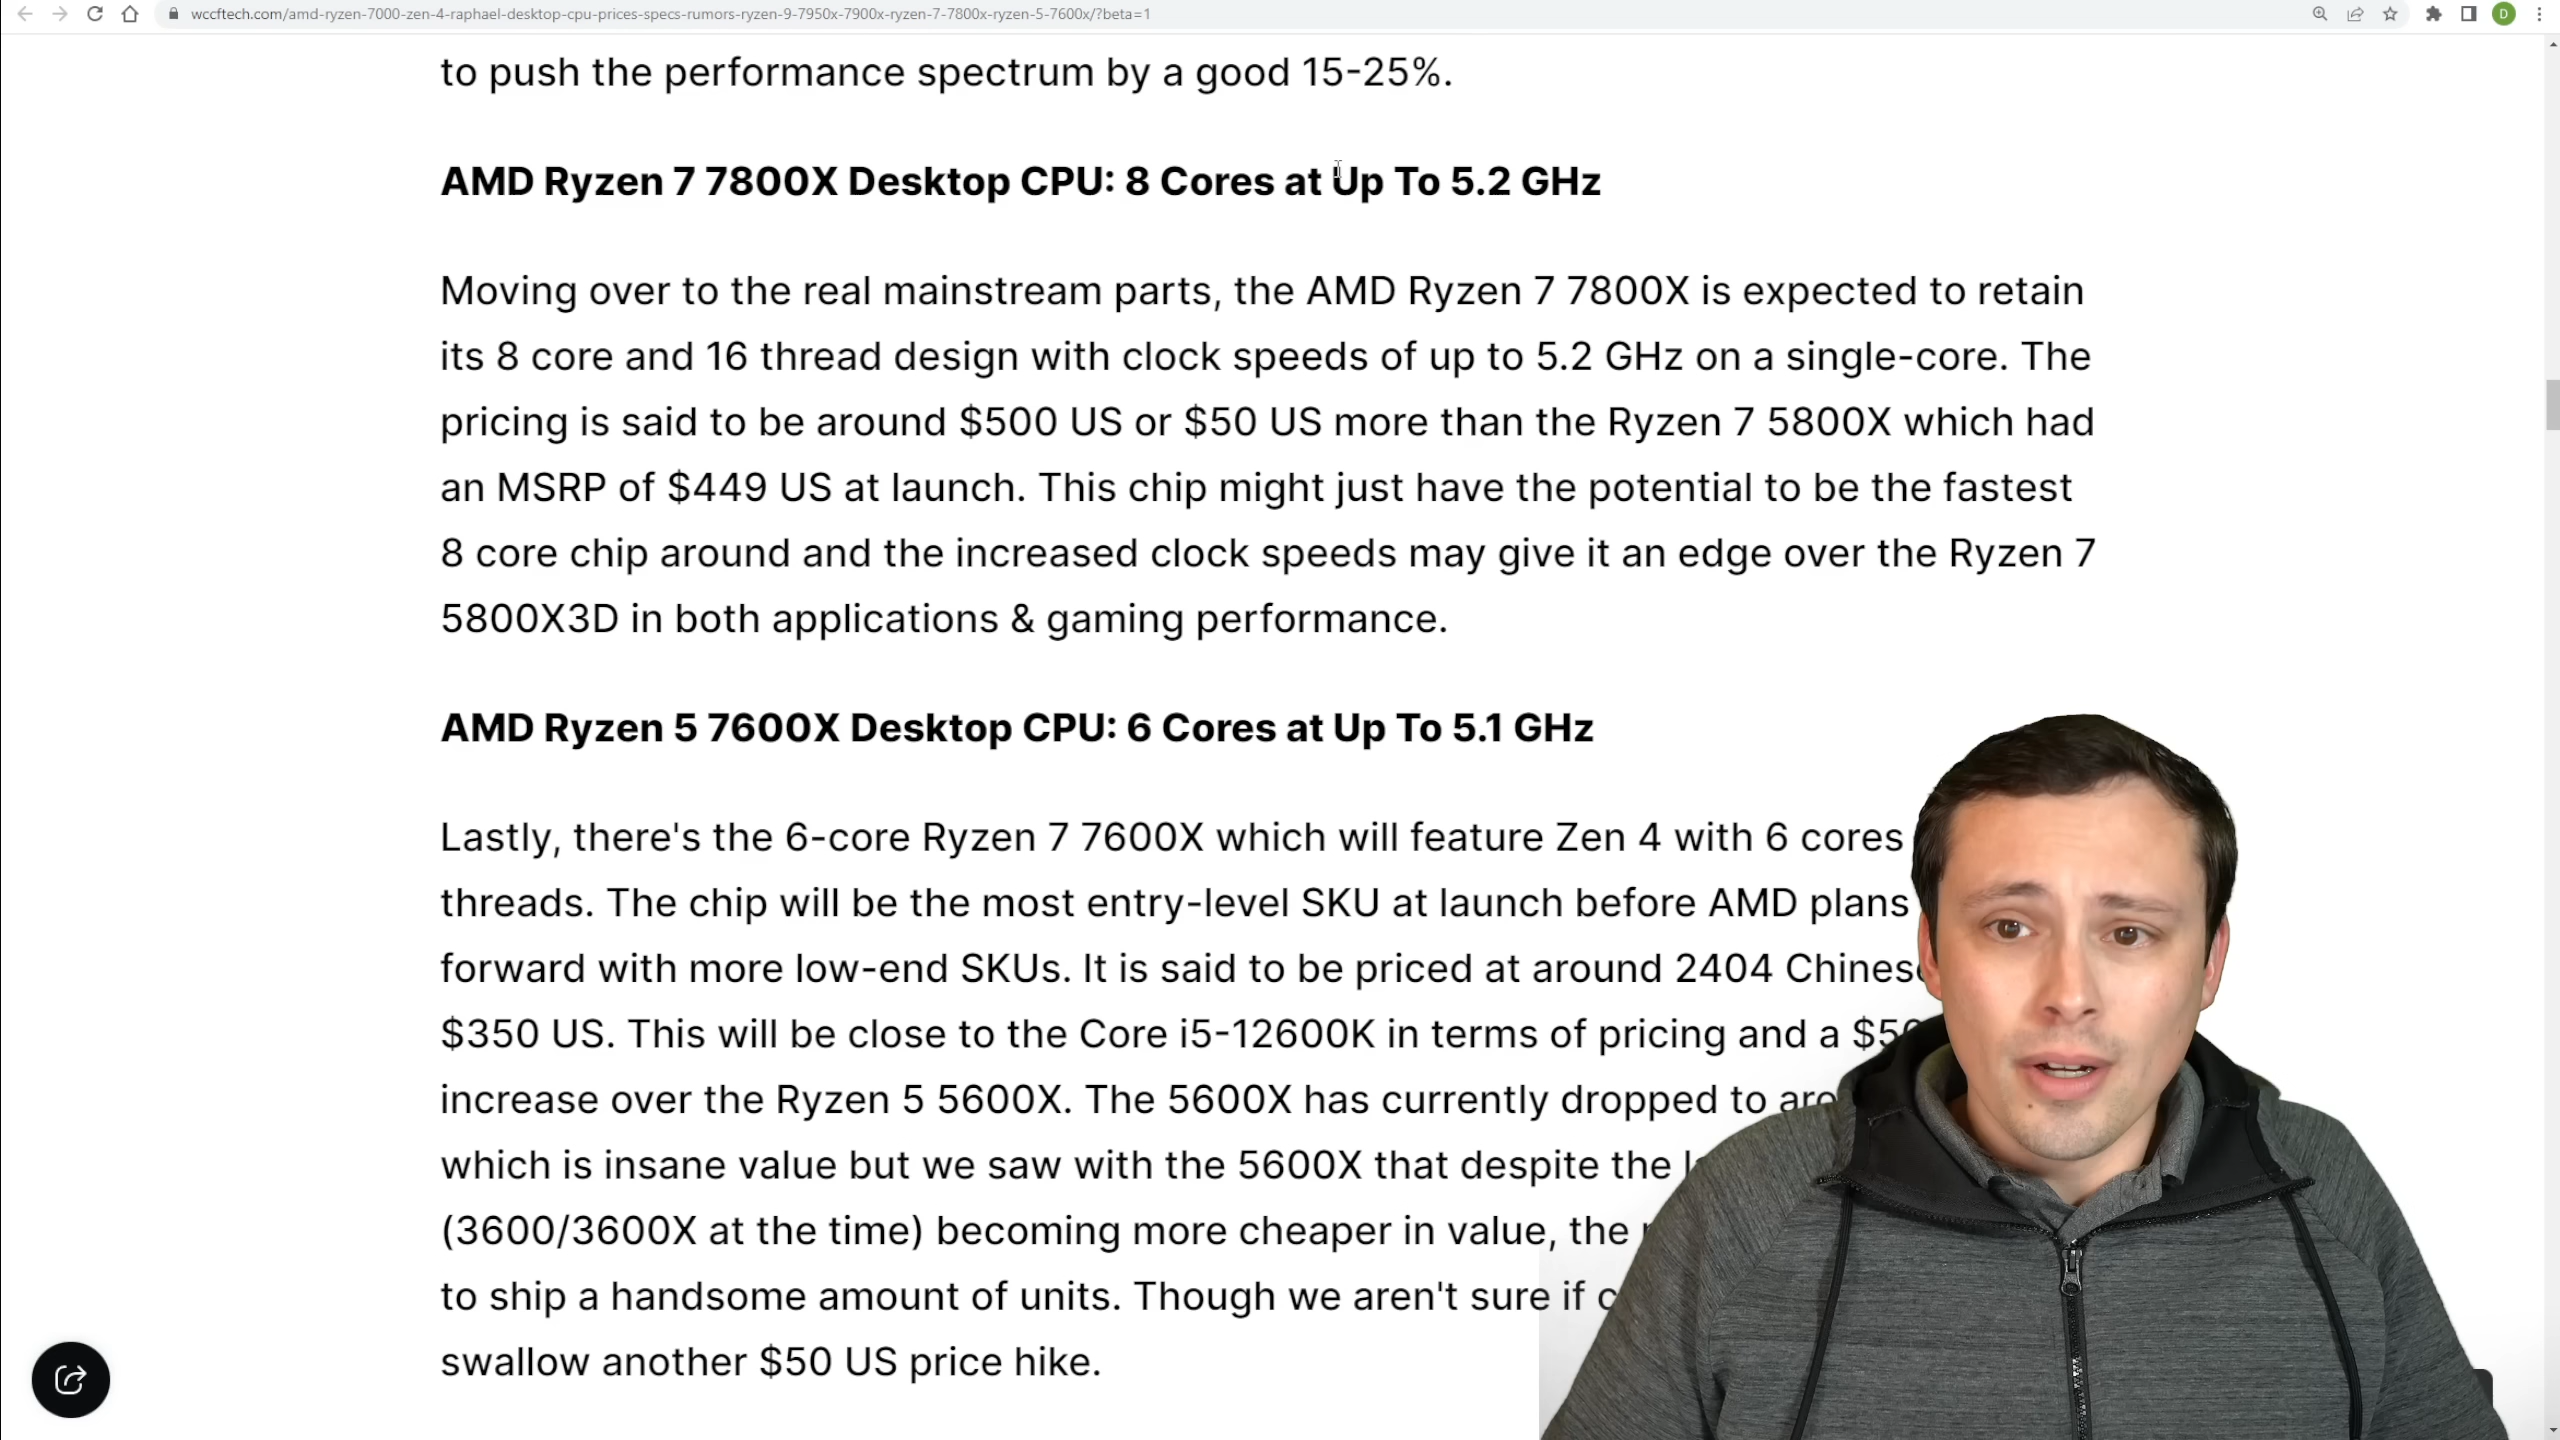 wccftech.com/amd-ryzen-7000-zen-4-raphael-desktop-cpu-prices-specs-rumors-ryzen-9-7950x-7900x-ryzen-7-7800x-ryzen-5-7600x/?beta=1
D
to push the performance spectrum by a good 15-25%.
AMD Ryzen 7 7800X Desktop CPU: 8 Cores at Up To 5.2 GHz
Moving over to the real mainstream parts, the AMD Ryzen 7 7800X is expected to retain
its 8 core and 16 thread design with clock speeds of up to 5.2 GHz on a single-core. The
pricing is said to be around $500 US or $50 US more than the Ryzen 7 5800X which had
an MSRP of $449 US at launch. This chip might just have the potential to be the fastest
8 core chip around and the increased clock speeds may give it an edge over the Ryzen 7
5800X3D in both applications & gaming performance.
AMD Ryzen 5 7600X Desktop CPU: 6 Cores at Up To 5.1 GHz
Lastly, there's the 6-core Ryzen 7 7600X which will feature Zen 4 with 6 cores
threads. The chip will be the most entry-level SKU at launch before AMD plans
forward with more low-end SKUs. It is said to be priced at around 2404
$350 US. This will be close to the Core i5-12600K in terms of pricing and a
increase over the Ryzen 5 5600X. The 5600X has currently dropped to
which is insane value but we saw with the 5600X that despite the
(3600/3600X at the time) becoming more cheaper in value, the
to ship a handsome amount of units. Though we aren't sure if
swallow another $50 US price hike.